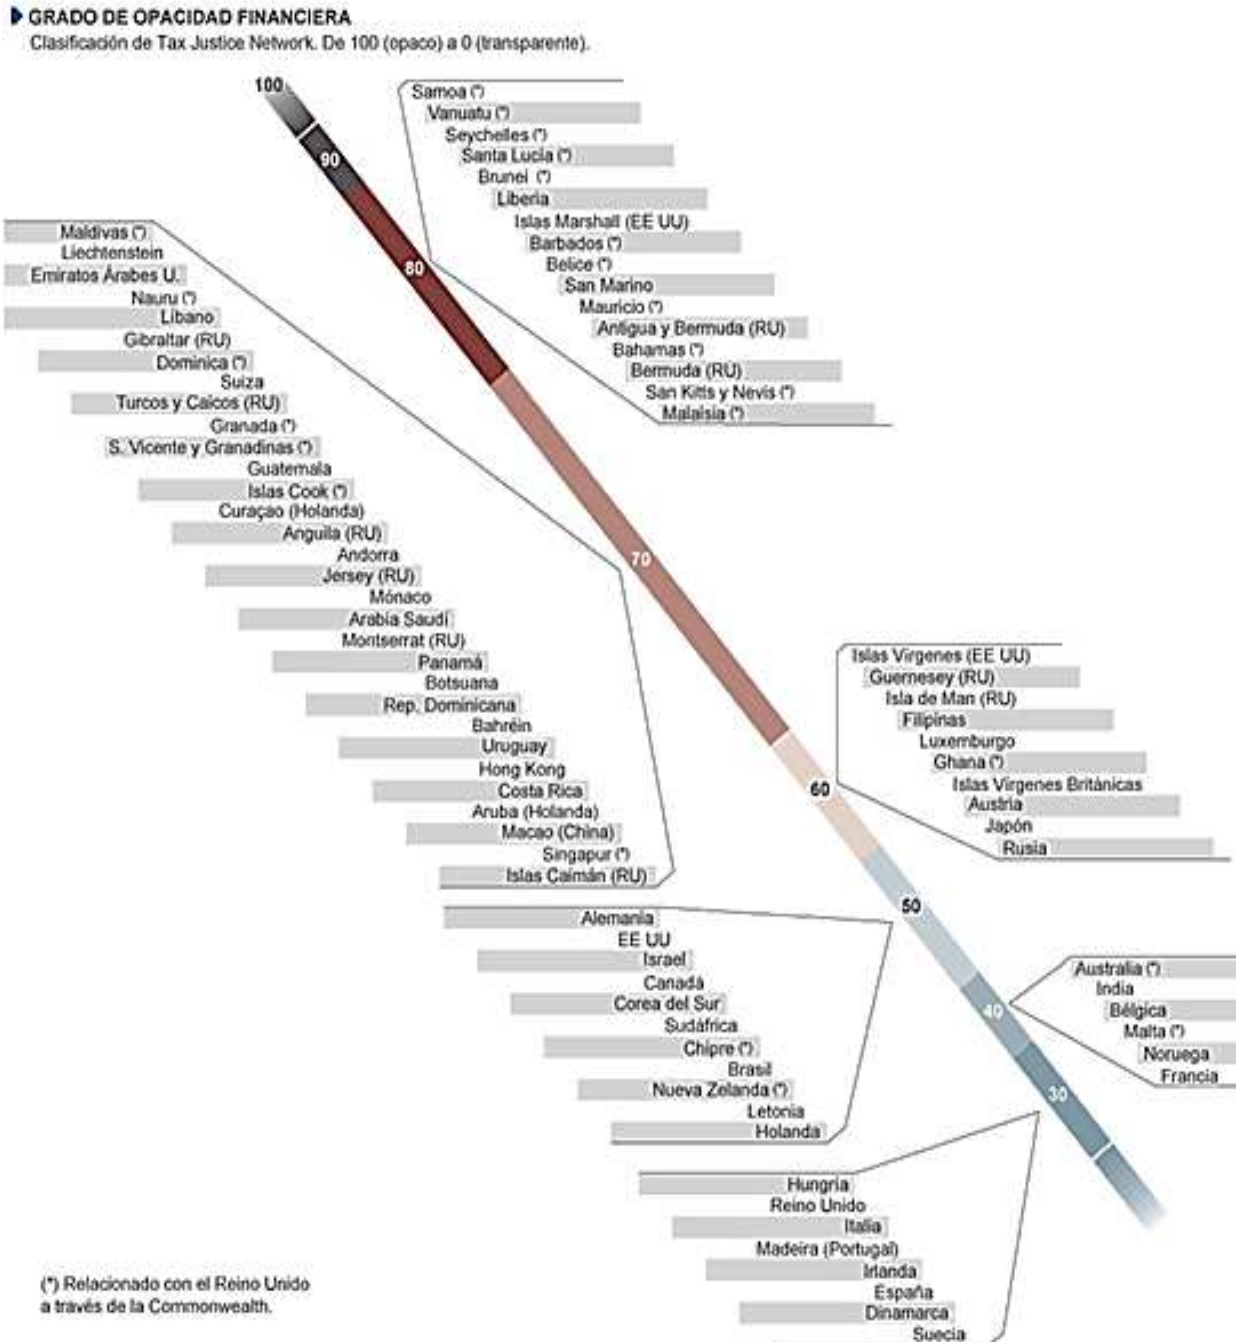 GRADO DE OPACIDAD FINANCIERA
Clasificación de Tax Justice Network. De 100 (opaco) a 0 (transparente).
100
90
80
70
60
50
40
30
Samoa (*)
Vanuatu (*)
Seychelles (*)
Santa Lucía (*)
Brunei (*)
Liberia
Islas Marshall (EE UU)
Barbados (*)
Belice (*)
San Marino
Mauricio (*)
Antigua y Bermuda (RU)
Bahamas (*)
Bermuda (RU)
San Kitts y Nevis (*)
Malaisia (*)
Maldivas (*)
Liechtenstein
Emiratos Árabes U.
Nauru (*)
Líbano
Gibraltar (RU)
Dominica (*)
Suiza
Turcos y Caicos (RU)
Granada (*)
S. Vicente y Granadinas (*)
Guatemala
Islas Cook (*)
Curaçao (Holanda)
Anguila (RU)
Andorra
Jersey (RU)
Mónaco
Arabia Saudí
Montserrat (RU)
Panamá
Botsuana
Rep. Dominicana
Bahréin
Uruguay
Hong Kong
Costa Rica
Aruba (Holanda)
Macao (China)
Singapur (*)
Islas Caimán (RU)
Islas Vírgenes (EE UU)
Guernesey (RU)
Isla de Man (RU)
Filipinas
Luxemburgo
Ghana (*)
Islas Vírgenes Británicas
Austria
Japón
Rusia
Alemania
EE UU
Israel
Canadá
Corea del Sur
Sudáfrica
Chipre (*)
Brasil
Nueva Zelanda (*)
Letonia
Holanda
Australia (*)
India
Bélgica
Malta (*)
Noruega
Francia
Hungría
Reino Unido
Italia
Madeira (Portugal)
Irlanda
España
Dinamarca
Suecia
(*) Relacionado con el Reino Unido
a través de la Commonwealth.